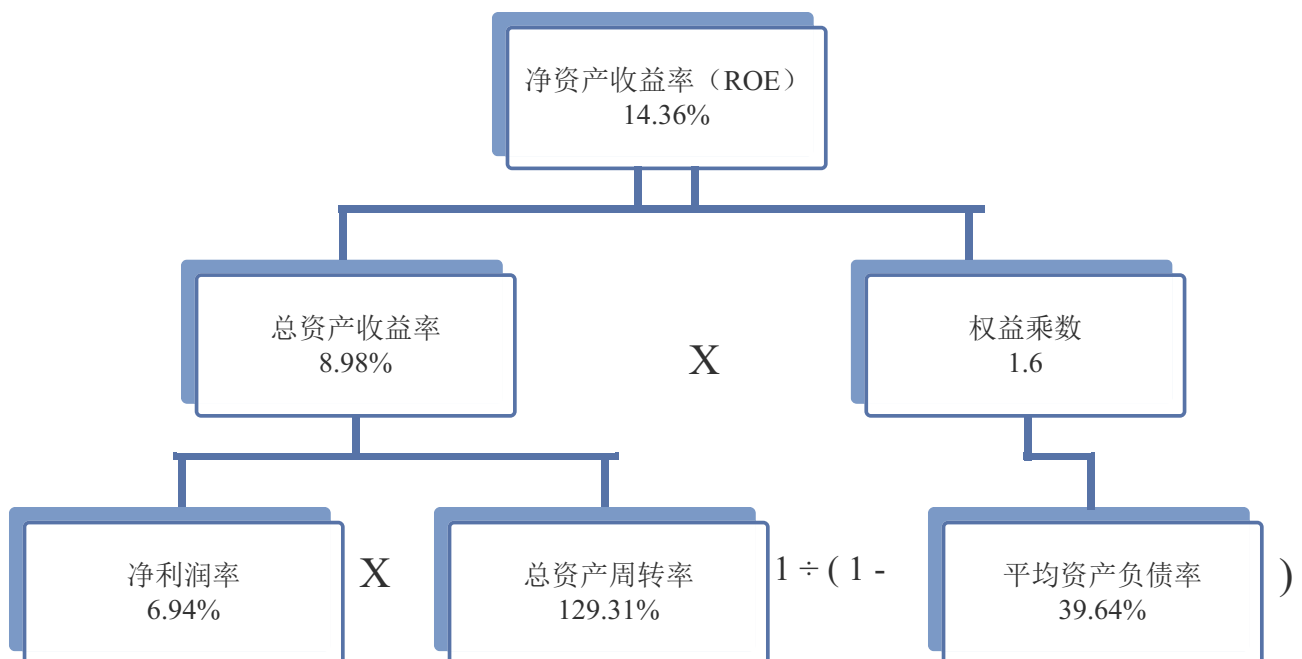 净资产收益率（ROE）
14.36%
总资产收益率
8.98%
X
权益乘数
1.6
净利润率
6.94%
X
总资产周转率
129.31%
1 ÷ ( 1 -
平均资产负债率
39.64%
)